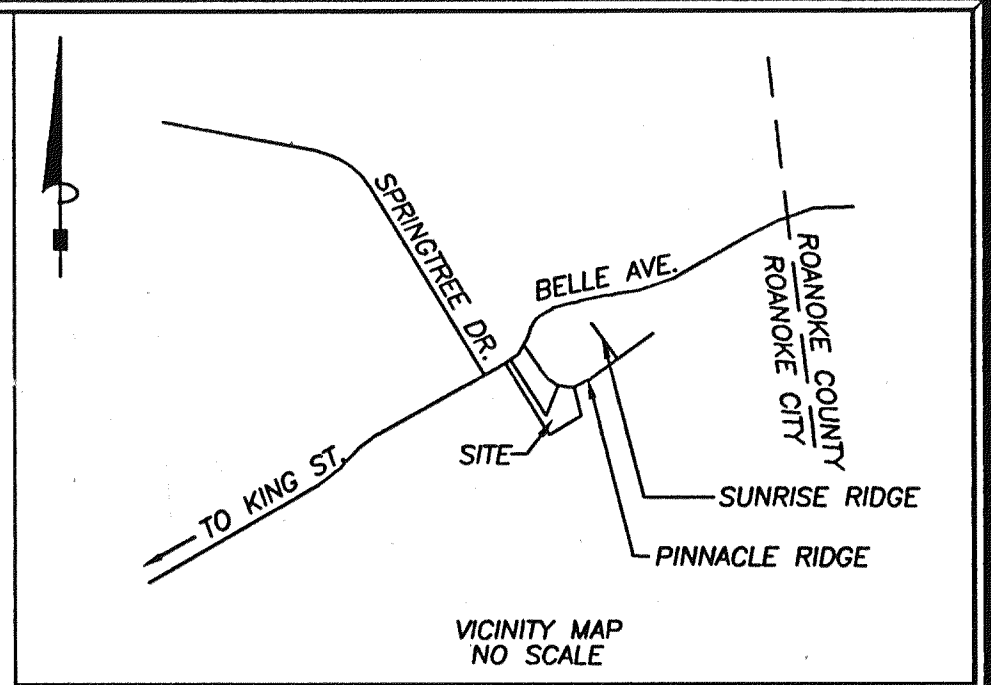 SPRINGTREE DR.
BELLE AVE.
ROANOKE COUNTY
ROANOKE CITY
SITE
TO KING ST.
SUNRISE RIDGE
PINNACLE RIDGE
VICINITY MAP
NO SCALE